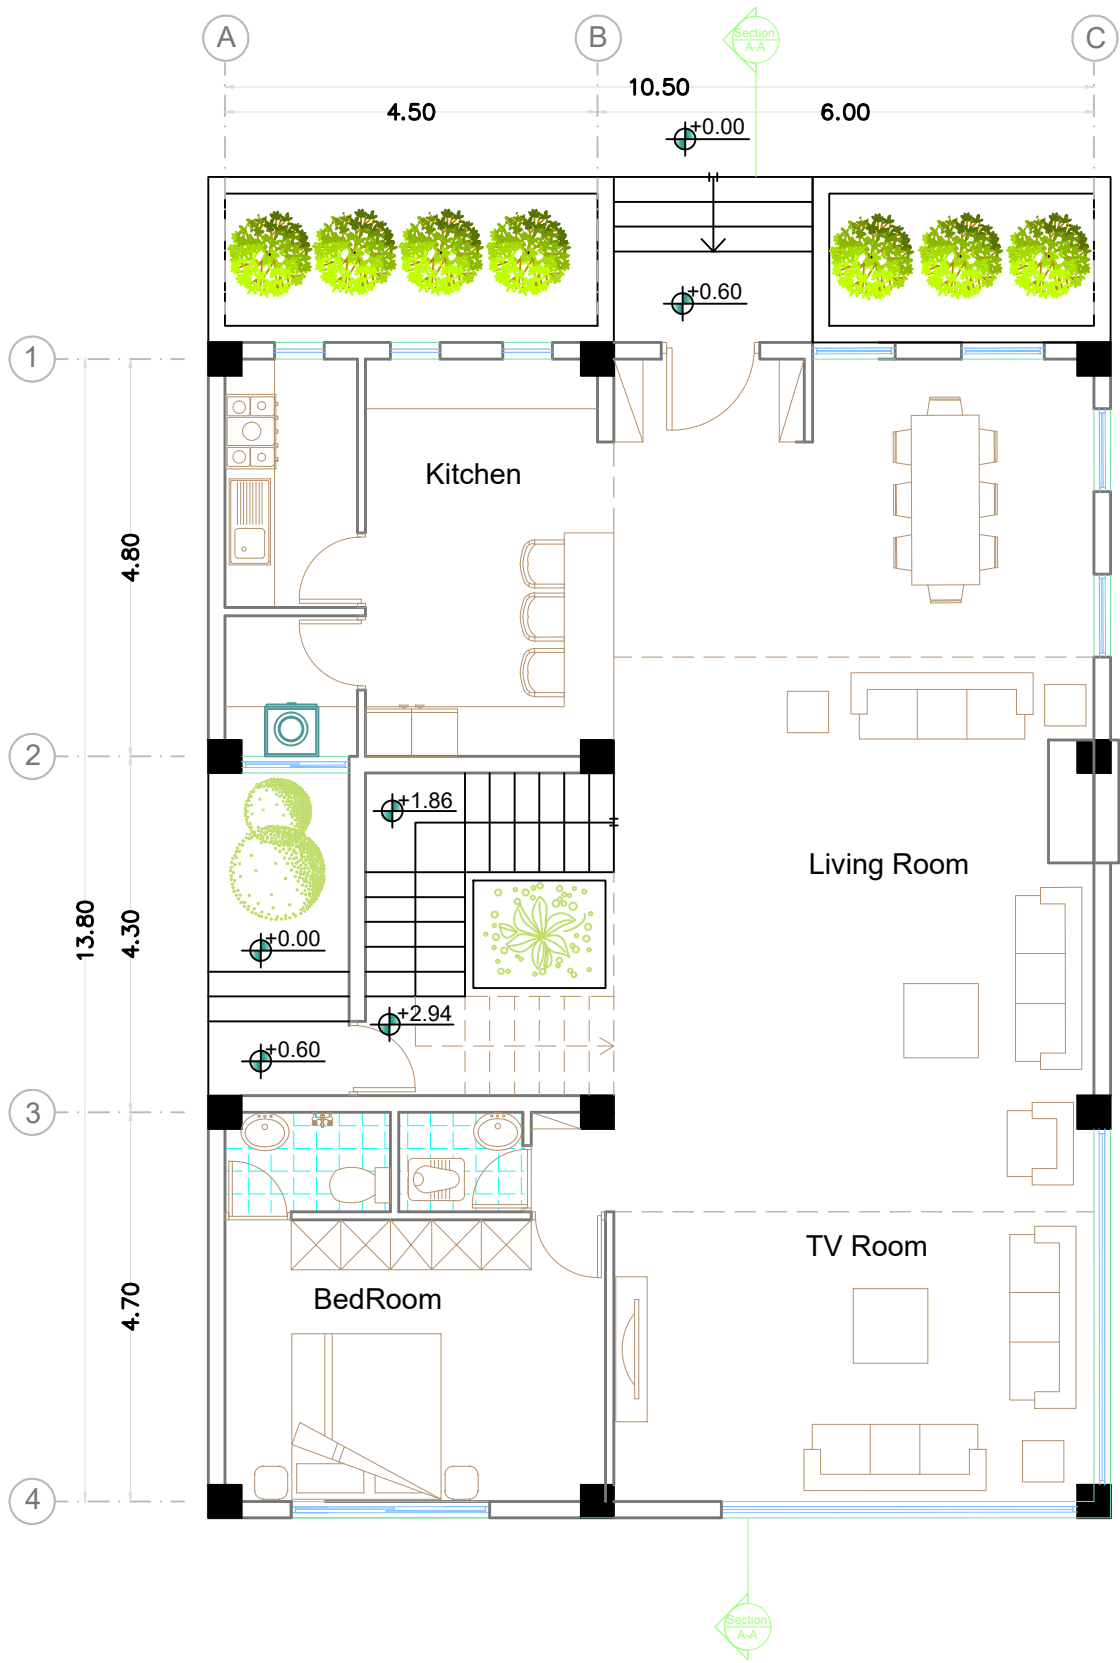 A
B
C
Section
A-A
10.50
4.50
6.00
+0.00
+0.60
1
Kitchen
4.80
2
+1.86
Living Room
13.80
4.30
+0.00
+2.94
+0.60
3
TV Room
4.70
BedRoom
4
Section
A-A